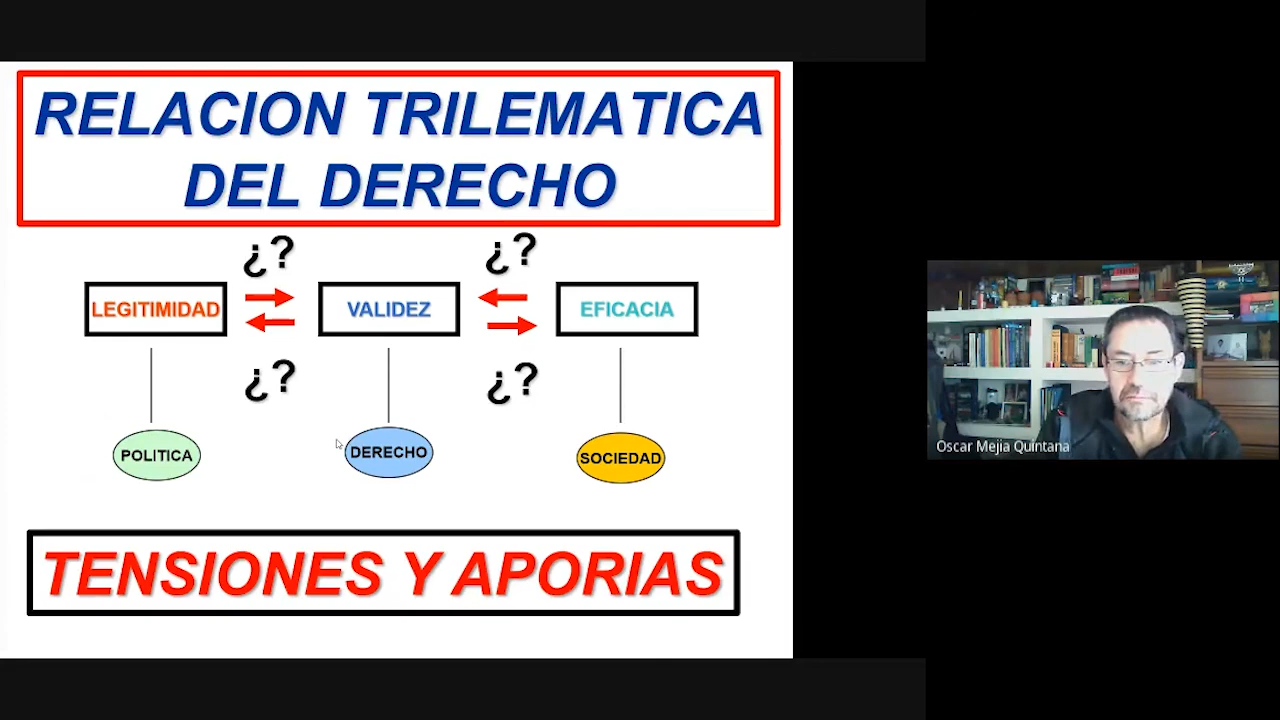 RELACION TRILEMATICA
DEL DERECHO
¿? ¿?
LEGITIMIDAD VALIDEZ EFICACIA
¿? ¿?
POLITICA DERECHO SOCIEDAD
TENSIONES Y APORIAS
Oscar Mejia Quintana